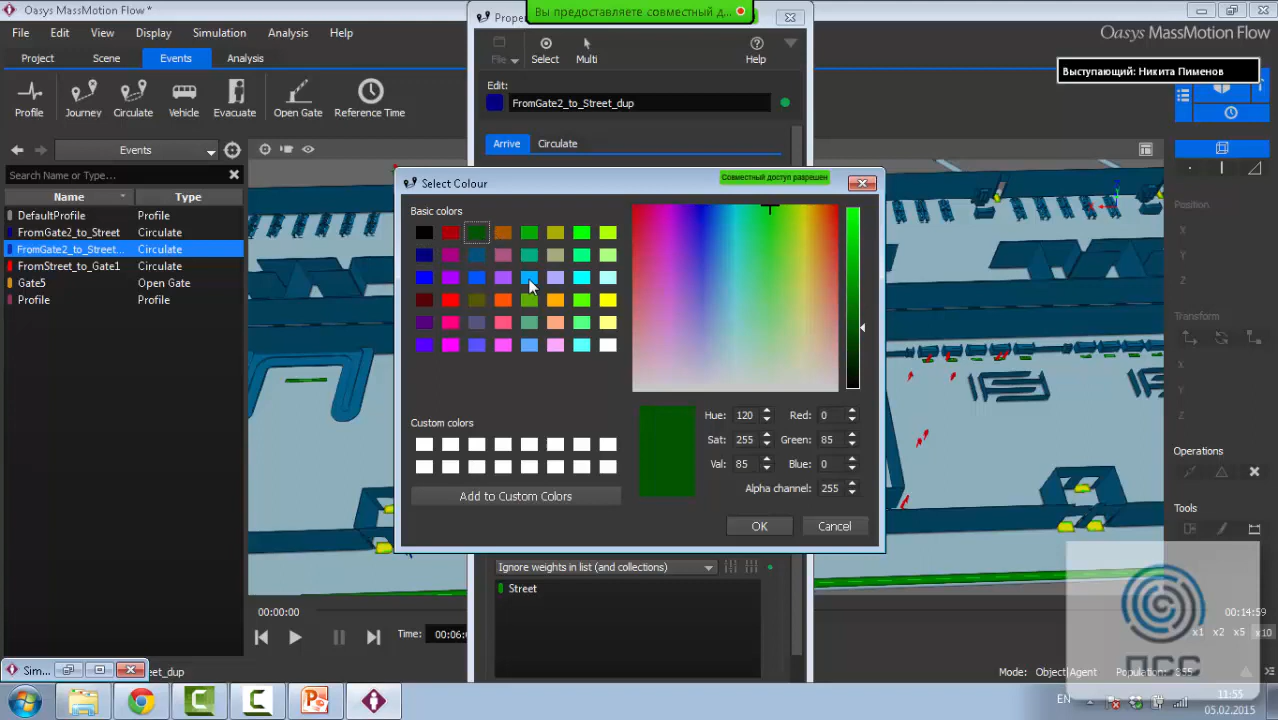 Oasys MassMotion Flow *
Proper
Вы предоставляете совместный д...
File
Edit
View
Display
Simulation
Analysis
Help
Oasys MassMotion Flow
Project
Scene
Events
Analysis
File
Select
Multi
Help
Выступающий: Никита Пименов
Profile
Journey
Circulate
Vehicle
Evacuate
Open Gate
Reference Time
Edit:
FromGate2_to_Street_dup
Events
Arrive
Circulate
Search Name or Type...
Name
Type
DefaultProfile
Profile
FromGate2_to_Street
Circulate
FromGate2_to_Street...
Circulate
FromStreet_to_Gate1
Circulate
Gate5
Open Gate
Profile
Profile
Select Colour
Совместный доступ разрешен
Basic colors
Custom colors
Add to Custom Colors
Hue: 120
Red: 0
Sat: 255
Green: 85
Val: 85
Blue: 0
Alpha channel: 255
OK
Cancel
Position:
X
Y
Z
Transform
X
Y
Z
Operations
Tools
Ignore weights in list (and collections)
Street
00:00:00
00:14:59
Time:
00:06:0
x1
x2
x5
x10
Sim...
et_dup
Mode: Object|Agent
Population: 355
ПСС
EN
11:55
05.02.2015